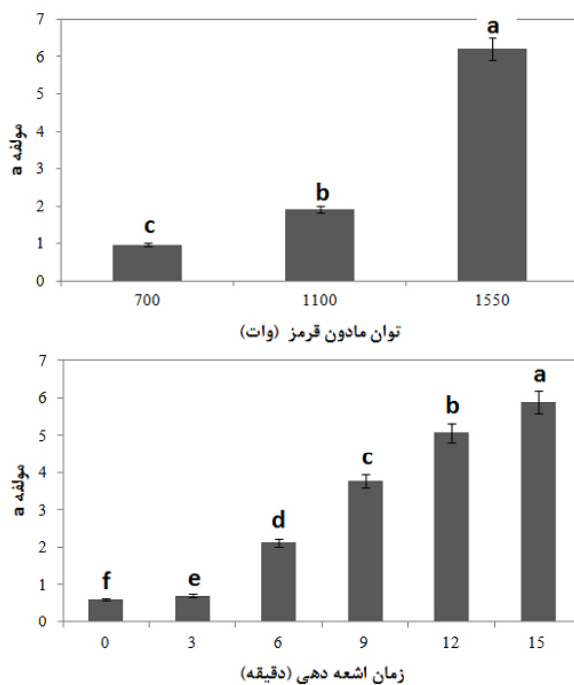 7
6
5
4
3
2
1
0
مولفه a
c
b
a
700 1100 1550
توان مادون قرمز (وات)
7
6
5
4
3
2
1
0
مولفه a
f
e
d
c
b
a
0 3 6 9 12 15
زمان اشعه دهی (دقیقه)